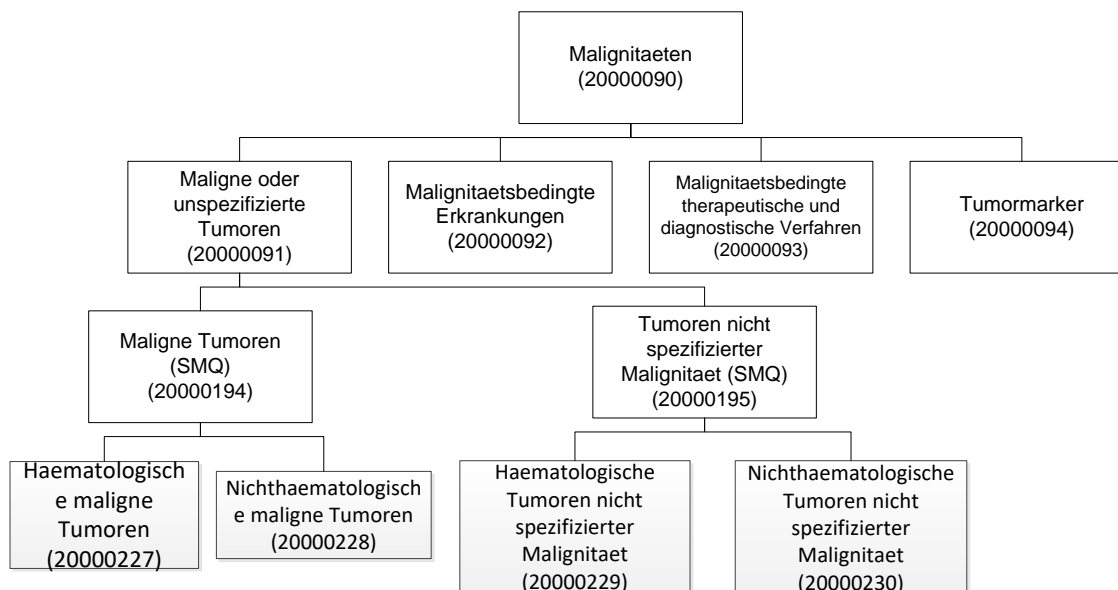 Malignitaeten
(20000090)
Maligne oder
unspezifizierte
Tumoren
(20000091)
Malignitaetsbedingte
Erkrankungen
(20000092)
Malignitaetsbedingte
therapeutische und
diagnostische Verfahren
(20000093)
Tumormarker
(20000094)
Maligne Tumoren
(SMQ)
(20000194)
Tumoren nicht
spezifizierter
Malignitaet (SMQ)
(20000195)
Haematologisch
e maligne
Tumoren
(20000227)
Nichthaematologisch
e maligne Tumoren
(20000228)
Haematologische
Tumoren nicht
spezifizierter
Malignitaet
(20000229)
Nichthaematologische
Tumoren nicht
spezifizierter
Malignitaet
(20000230)